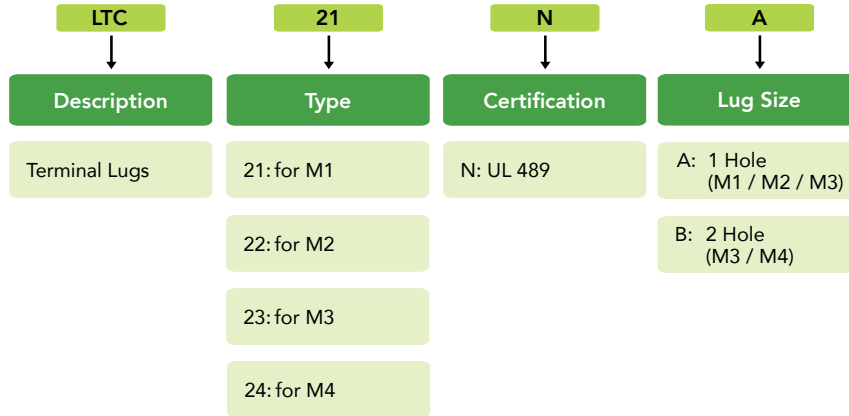 LTC 21 N A
Description Type Certification Lug Size
Terminal Lugs
21: for M1
22: for M2
23: for M3
24: for M4
N: UL 489
A: 1 Hole
(M1 / M2 / M3)
B: 2 Hole
(M3 / M4)